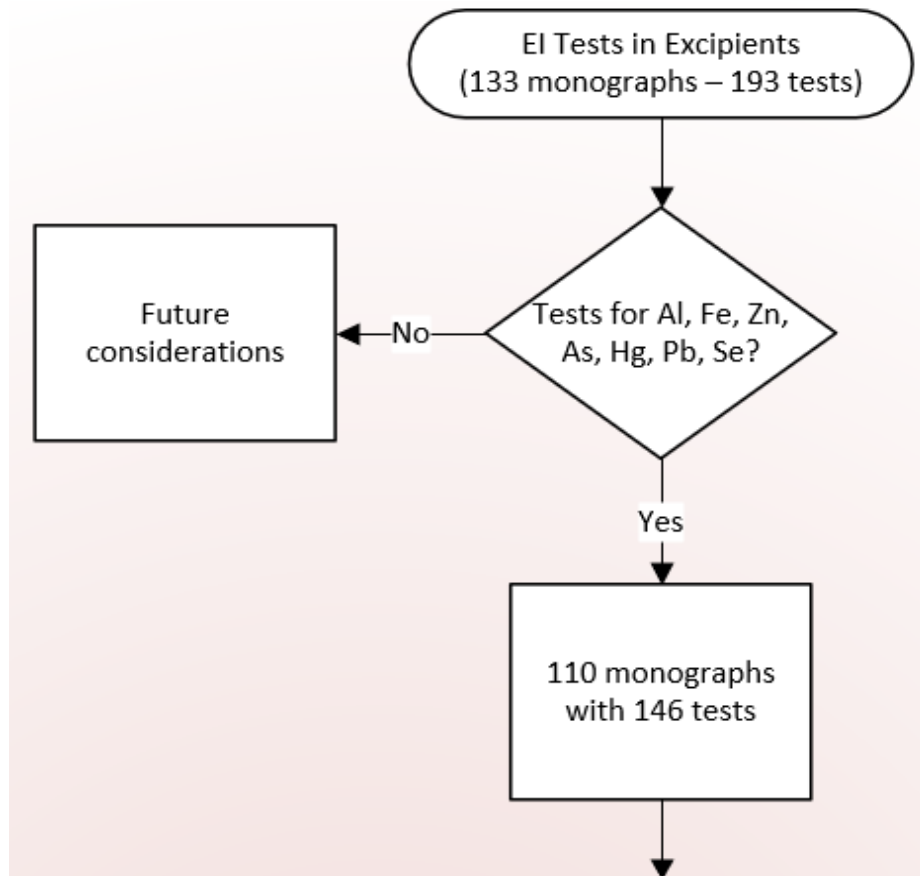 EI Tests in Excipients
(133 monographs – 193 tests)
Tests for Al, Fe, Zn,
As, Hg, Pb, Se?
No
Future
considerations
Yes
110 monographs
with 146 tests